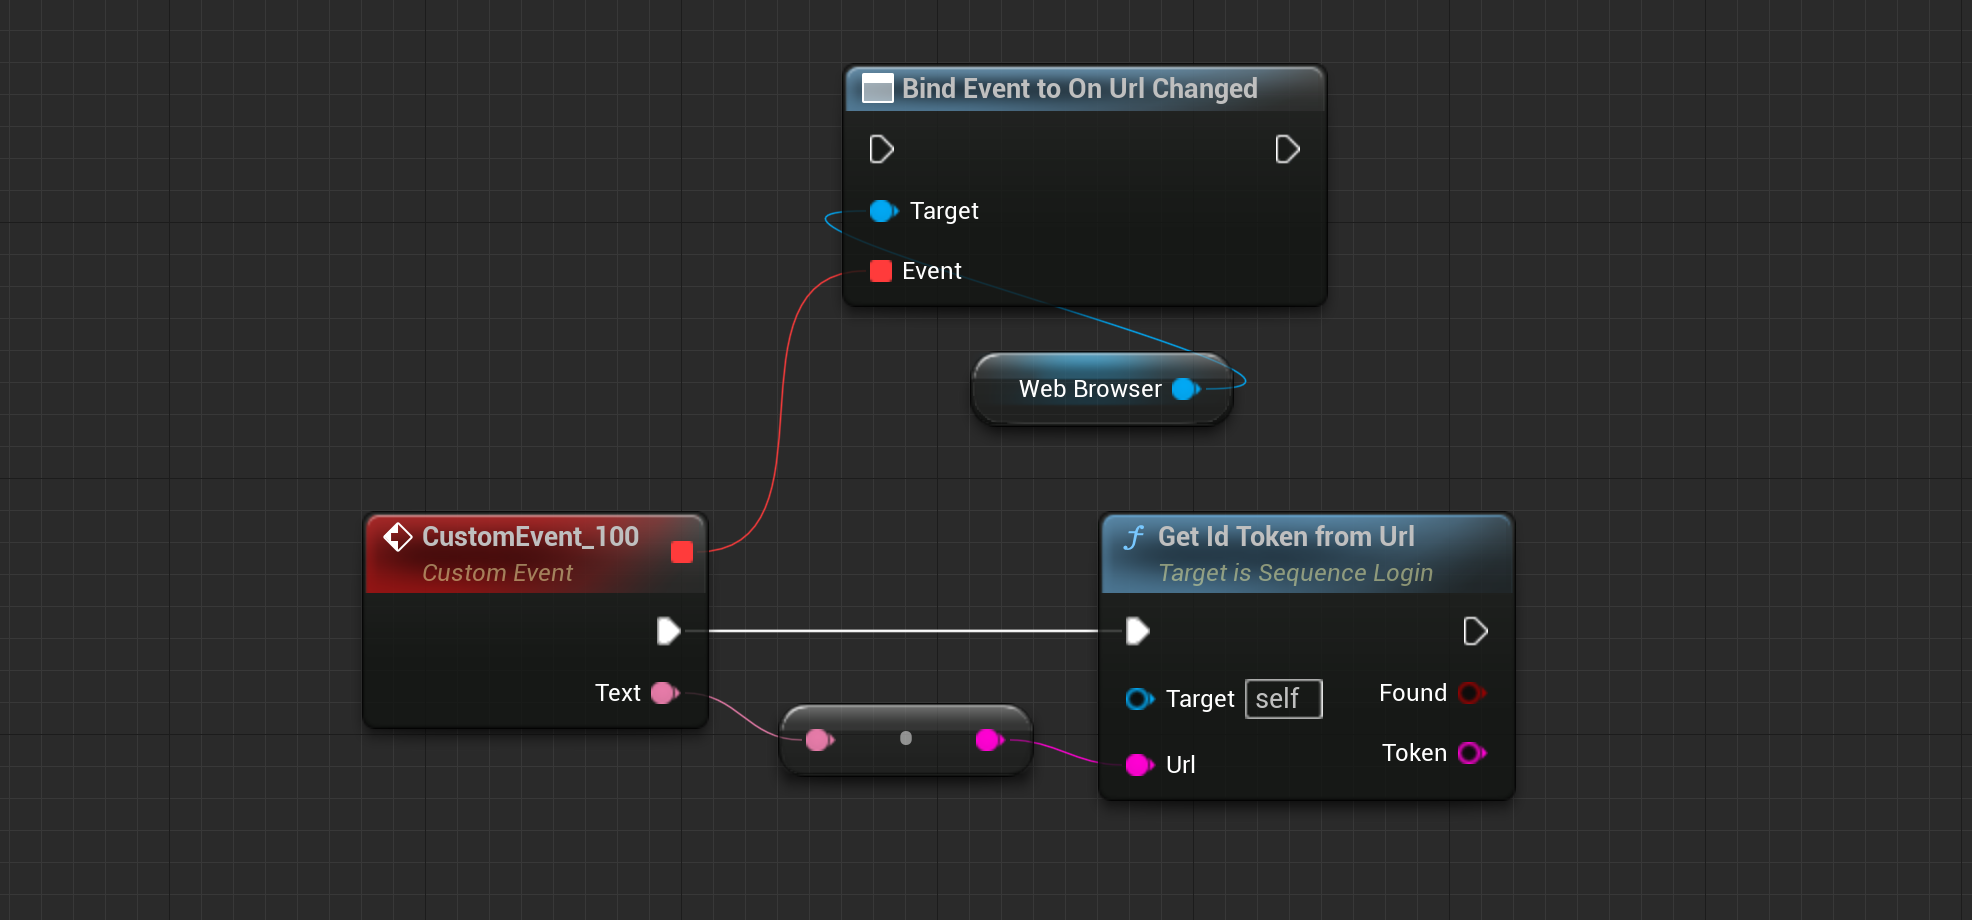 Bind Event to On Url Changed
Target
Event
Web Browser
CustomEvent_100
Custom Event
Text
Get Id Token from Url
Target is Sequence Login
Target self
Found
Url
Token